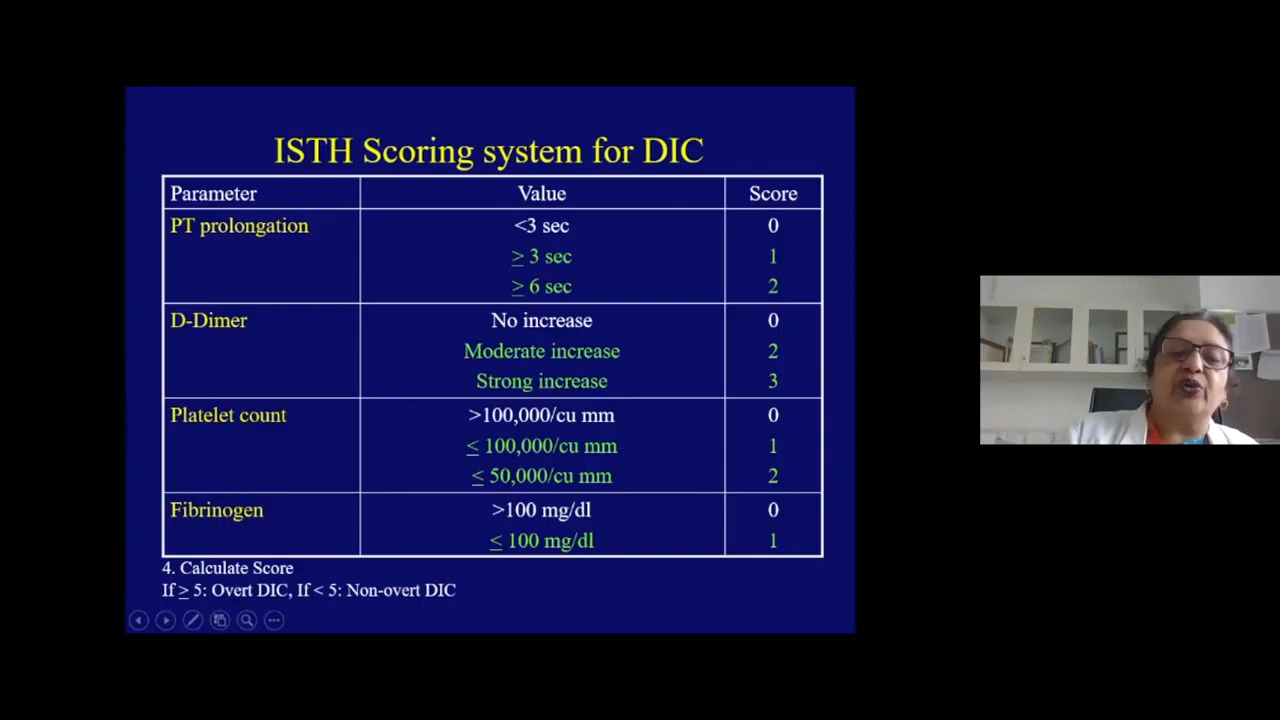 ISTH Scoring system for DIC
Parameter Value Score
PT prolongation <3 sec 0
≥ 3 sec 1
≥ 6 sec 2
D-Dimer No increase 0
Moderate increase 2
Strong increase 3
Platelet count >100,000/cu mm 0
≤ 100,000/cu mm 1
≤ 50,000/cu mm 2
Fibrinogen >100 mg/dl 0
≤ 100 mg/dl 1
4. Calculate Score
If ≥ 5: Overt DIC, If < 5: Non-overt DIC